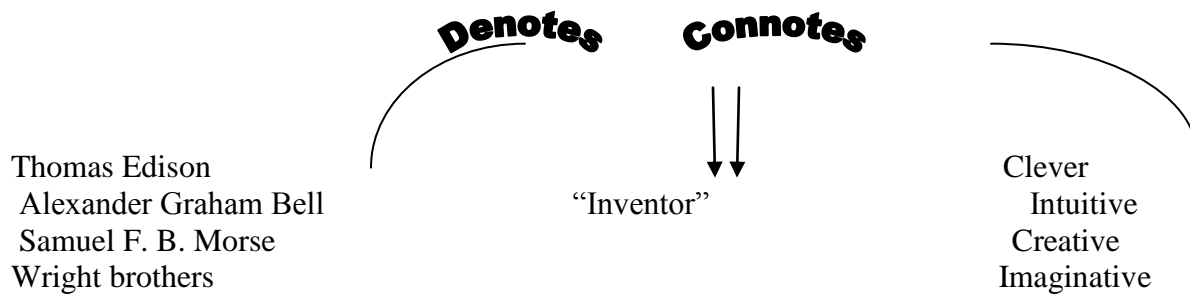 Denotes Connotes
Thomas Edison Clever
Alexander Graham Bell “Inventor” Intuitive
Samuel F. B. Morse Creative
Wright brothers Imaginative